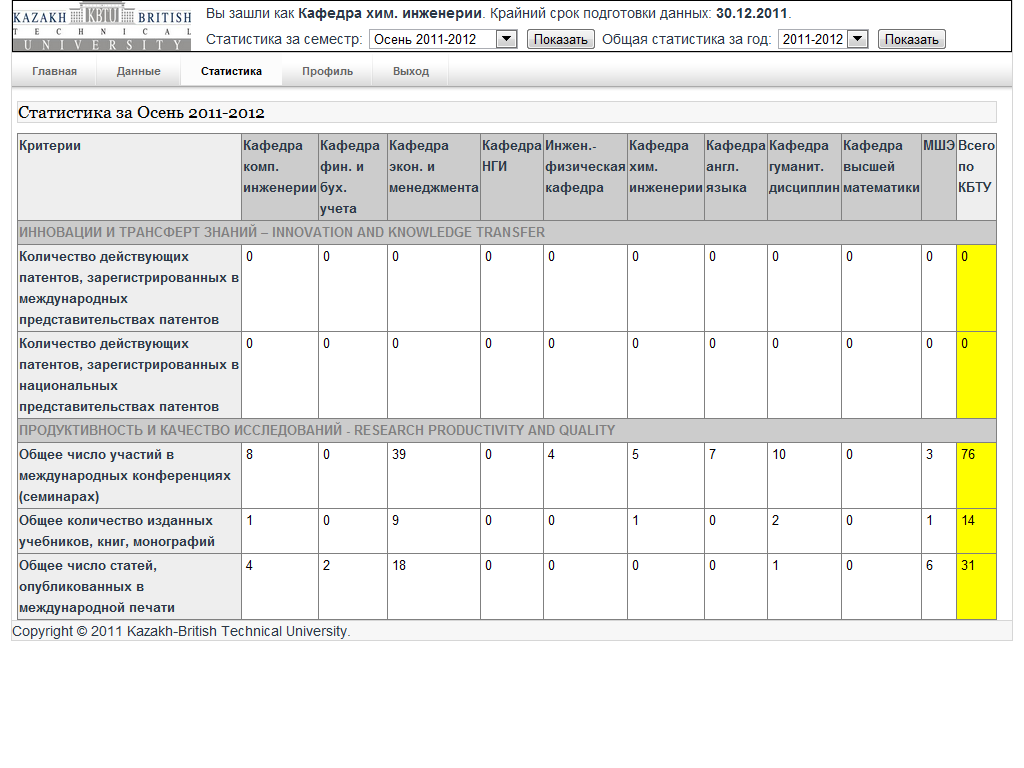 KAZAKH KBTU BRITISH
TECHNICAL
UNIVERSITY
Вы зашли как Кафедра хим. инженерии. Крайний срок подготовки данных: 30.12.2011.
Статистика за семестр: Осень 2011-2012 Показать Общая статистика за год: 2011-2012 Показать
Главная Данные Статистика Профиль Выход
Статистика за Осень 2011-2012
Критерии
Кафедра
комп.
инженерии
Кафедра
фин. и
бух.
учета
Кафедра
экон. и
менеджмента
Кафедра
НГИ
Инжен.-
физическая
кафедра
Кафедра
хим.
инженерии
Кафедра
англ.
языка
Кафедра
гуманит.
дисциплин
Кафедра
высшей
математики
МШЭ
Всего
по
КБТУ
ИННОВАЦИИ И ТРАНСФЕРТ ЗНАНИЙ – INNOVATION AND KNOWLEDGE TRANSFER
Количество действующих
патентов, зарегистрированных в
международных
представительствах патентов
0 0 0 0 0 0 0 0 0 0 0
Количество действующих
патентов, зарегистрированных в
национальных
представительствах патентов
0 0 0 0 0 0 0 0 0 0 0
ПРОДУКТИВНОСТЬ И КАЧЕСТВО ИССЛЕДОВАНИЙ - RESEARCH PRODUCTIVITY AND QUALITY
Общее число участий в
международных конференциях
(семинарах)
8 0 39 0 4 5 7 10 0 3 76
Общее количество изданных
учебников, книг, монографий
1 0 9 0 0 1 0 2 0 1 14
Общее число статей,
опубликованных в
международной печати
4 2 18 0 0 0 0 1 0 6 31
Copyright © 2011 Kazakh-British Technical University.